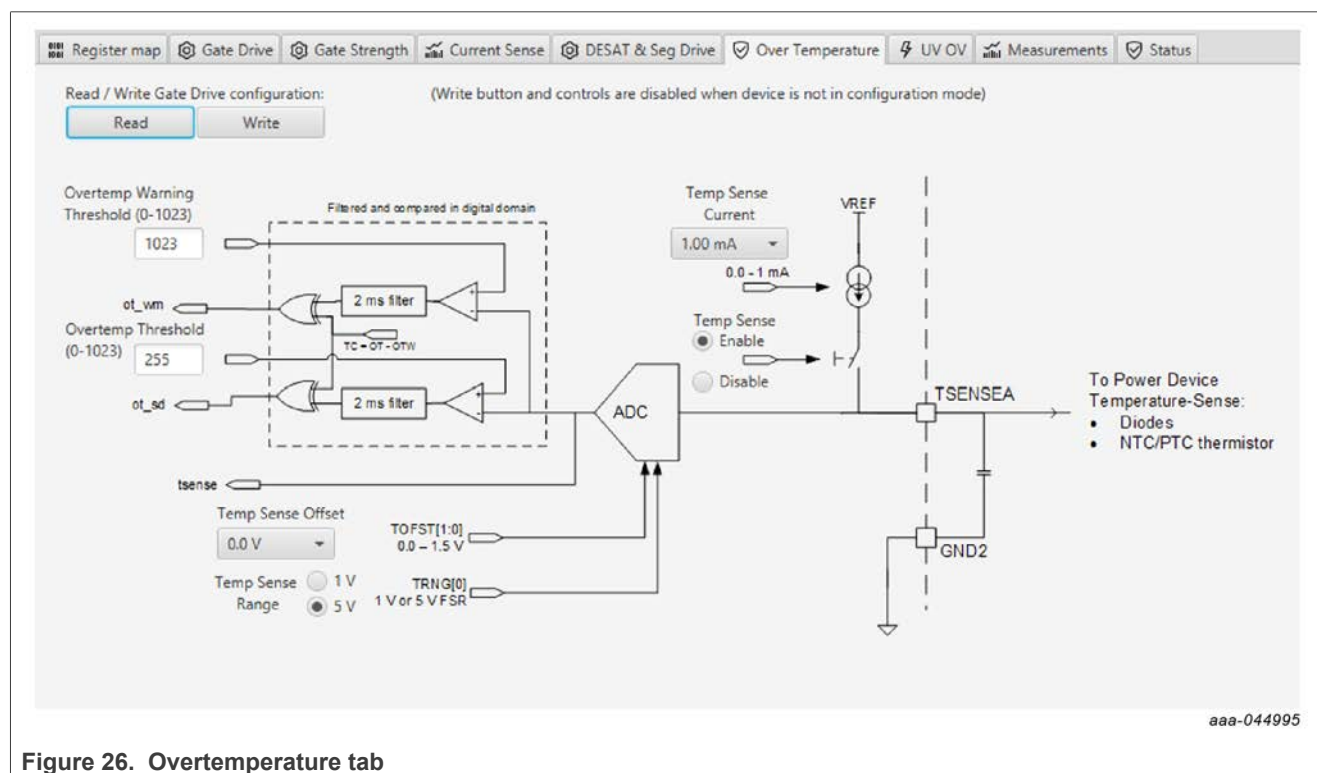 Register map Gate Drive Gate Strength Current Sense DESAT & Seg Drive Over Temperature UV OV Measurements Status
Read / Write Gate Drive configuration: (Write button and controls are disabled when device is not in configuration mode)
Read Write
Overtemp Warning
Threshold (0-1023)
1023
Filtered and compared in digital domain
Temp Sense
Current
1.00 mA
VREF
0.0 - 1 mA
ot_wrn
2 ms filter
Overtemp Threshold
(0-1023)
255
TC = OT - OTW
Temp Sense
Enable
Disable
ot_sd
2 ms filter
ADC
TSENSEA
To Power Device
Temperature-Sense:
• Diodes
• NTC/PTC thermistor
tsense
Temp Sense Offset
0.0 V
TOFST[1:0]
0.0 – 1.5 V
GND2
Temp Sense
Range
1 V
5 V
TRNG[0]
1 V or 5 V FSR
aaa-044995
Figure 26. Overtemperature tab